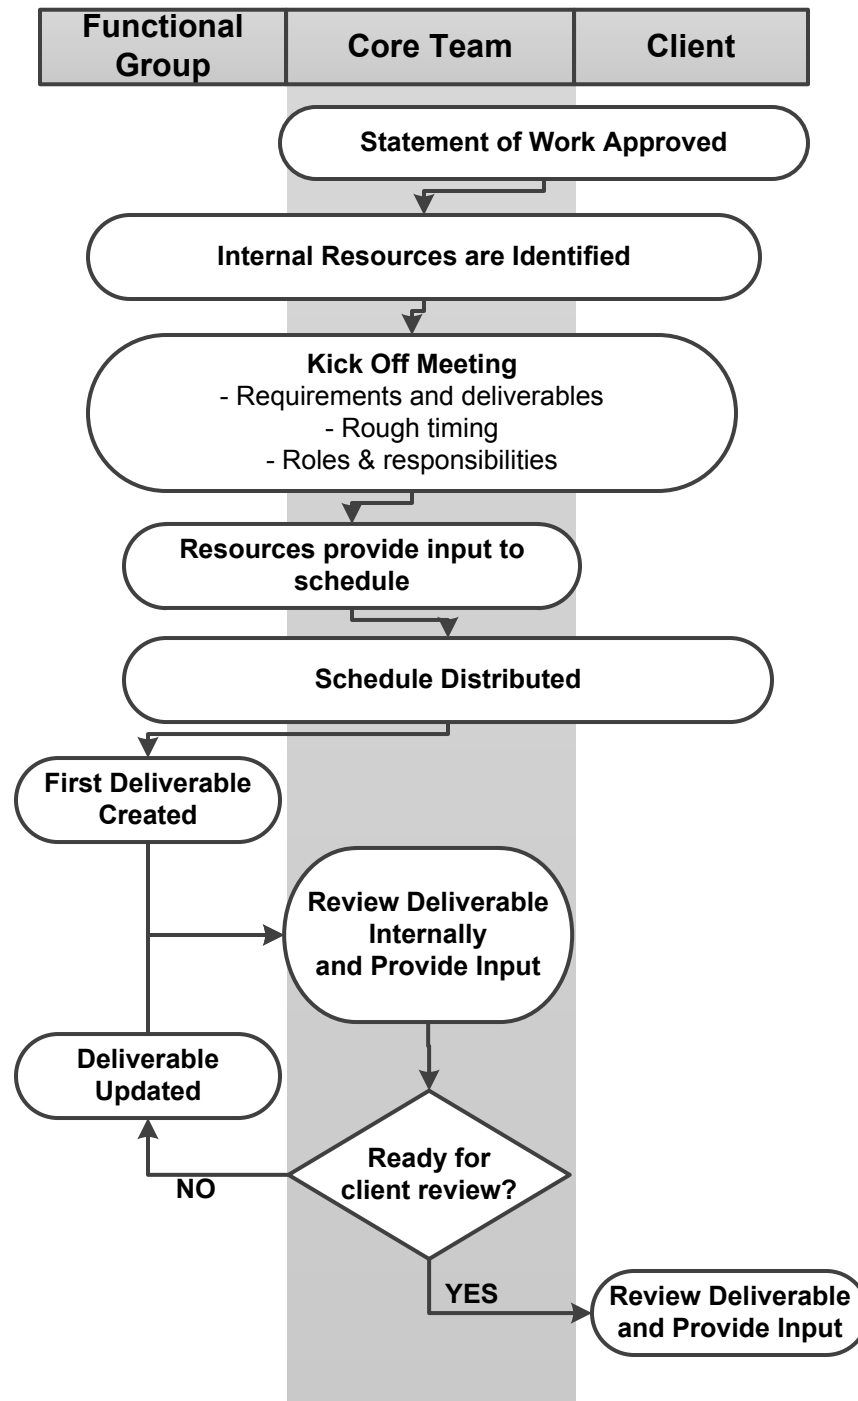 Functional
Group
Core Team
Client
Statement of Work Approved
Internal Resources are Identified
Kick Off Meeting
- Requirements and deliverables
- Rough timing
- Roles & responsibilities
Resources provide input to
schedule
Schedule Distributed
First Deliverable
Created
Review Deliverable
Internally
and Provide Input
Deliverable
Updated
Ready for
client review?
NO
YES
Review Deliverable
and Provide Input